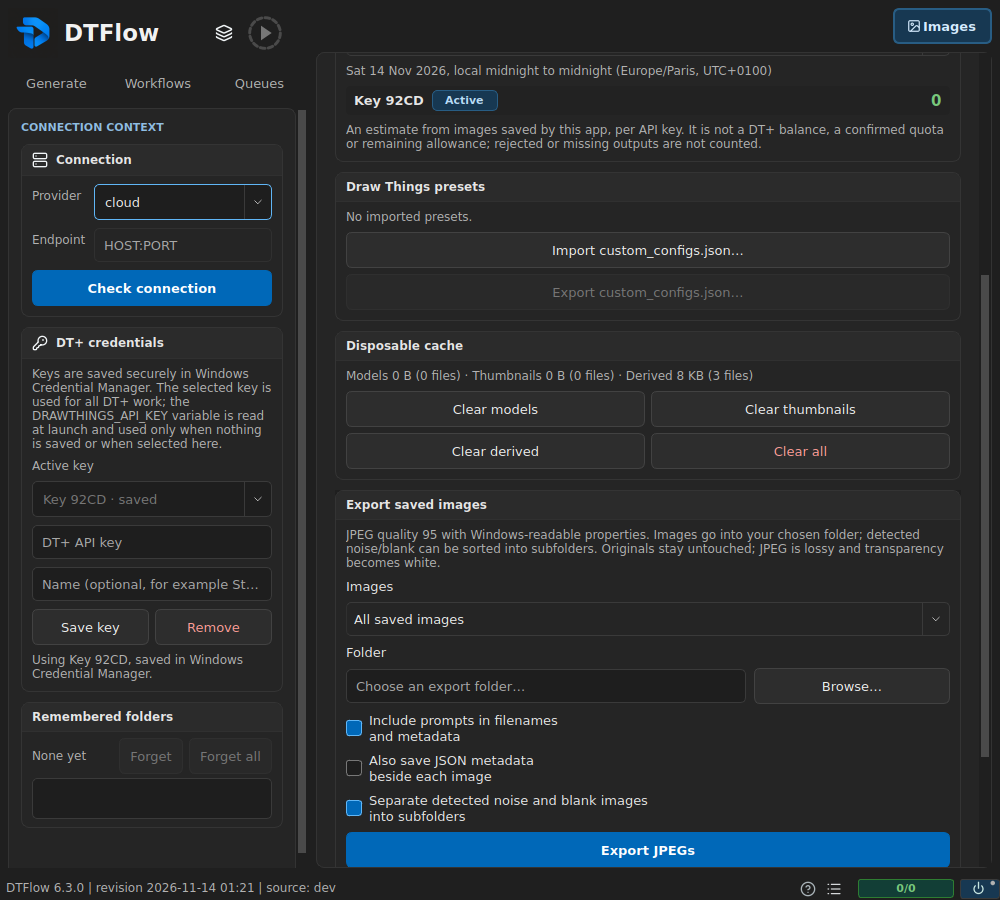 DTFlow
Images
Generate
Workflows
Queues
CONNECTION CONTEXT
Connection
Provider
cloud
Endpoint
HOST:PORT
Check connection
DT+ credentials
Keys are saved securely in Windows
Credential Manager. The selected key is
used for all DT+ work; the
DRAWTHINGS_API_KEY variable is read
at launch and used only when nothing
is saved or when selected here.
Active key
Key 92CD · saved
DT+ API key
Name (optional, for example St...
Save key
Remove
Using Key 92CD, saved in Windows
Credential Manager.
Remembered folders
None yet
Forget
Forget all
Sat 14 Nov 2026, local midnight to midnight (Europe/Paris, UTC+0100)
Key 92CD
Active
0
An estimate from images saved by this app, per API key. It is not a DT+ balance, a confirmed quota
or remaining allowance; rejected or missing outputs are not counted.
Draw Things presets
No imported presets.
Import custom_configs.json...
Export custom_configs.json...
Disposable cache
Models 0 B (0 files) · Thumbnails 0 B (0 files) · Derived 8 KB (3 files)
Clear models
Clear thumbnails
Clear derived
Clear all
Export saved images
JPEG quality 95 with Windows-readable properties. Images go into your chosen folder; detected
noise/blank can be sorted into subfolders. Originals stay untouched; JPEG is lossy and transparency
becomes white.
Images
All saved images
Folder
Choose an export folder...
Browse...
Include prompts in filenames
and metadata
Also save JSON metadata
beside each image
Separate detected noise and blank images
into subfolders
Export JPEGs
DTFlow 6.3.0 | revision 2026-11-14 01:21 | source: dev
0/0